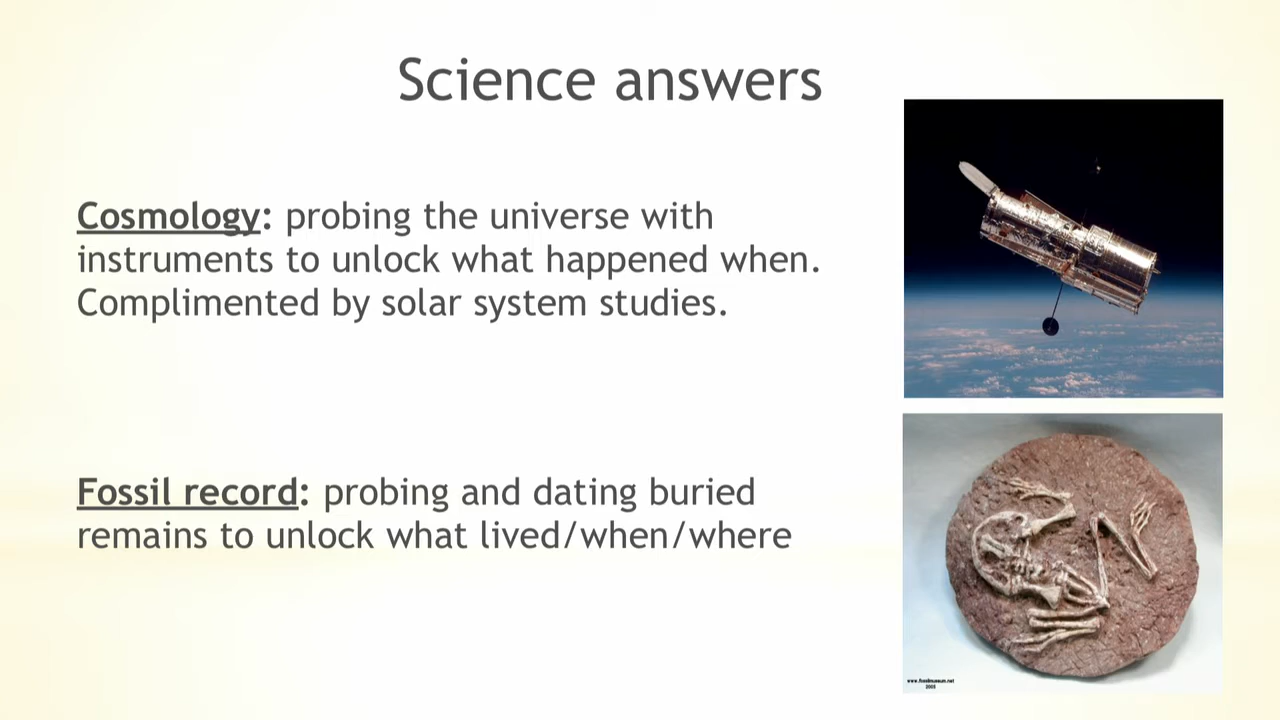 Science answers
Cosmology: probing the universe with
instruments to unlock what happened when.
Complimented by solar system studies.
Fossil record: probing and dating buried
remains to unlock what lived/when/where
2005